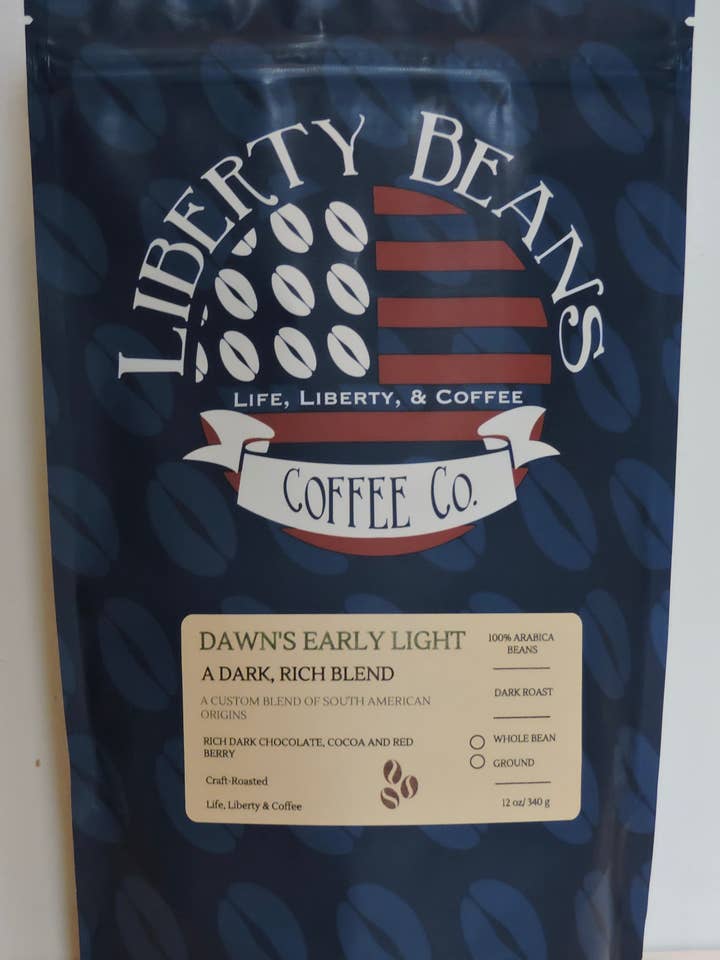 LIBERTY BEANS
LIFE, LIBERTY, & COFFEE
COFFEE CO.
DAWN'S EARLY LIGHT
A DARK, RICH BLEND
A CUSTOM BLEND OF SOUTH AMERICAN
ORIGINS
RICH DARK CHOCOLATE, COCOA AND RED
BERRY
Craft-Roasted
Life, Liberty & Coffee
100% ARABICA
BEANS
DARK ROAST
WHOLE BEAN
GROUND
12 oz/ 340 g